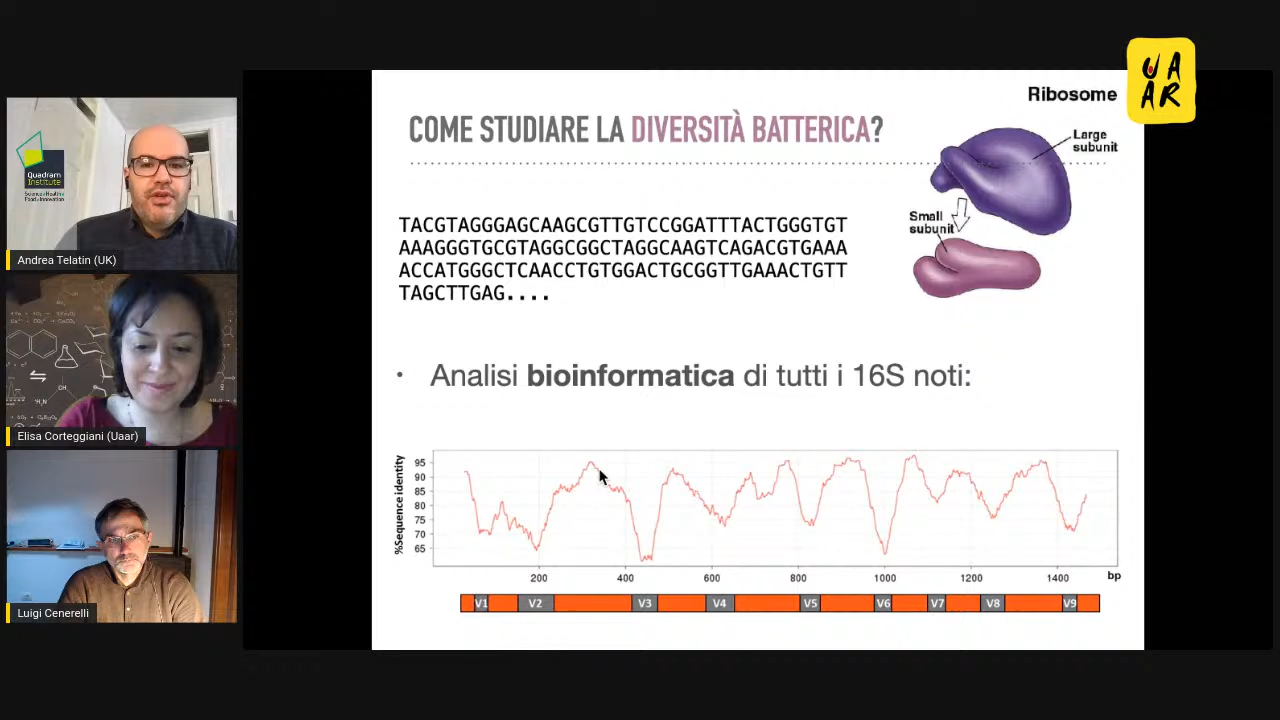 UAAR
Quadram
Institute
Science ▸ Health ▸
Food ▸ Innovation
Andrea Telatin (UK)
Elisa Corteggiani (Uaar)
Luigi Cenerelli
Ribosome
COME STUDIARE LA DIVERSITÀ BATTERICA?
Large
subunit
Small
subunit
TACGTAGGGAGCAAGCGTTGTCCGGATTTACTGGGTGT
AAAGGGTGCGTAGGCGGCTAGGCAAGTCAGACGTGAAA
ACCATGGGCTCAACCTGTGGACTGCGGTTGAAACTGTT
TAGCTTGAG....
• Analisi bioinformatica di tutti i 16S noti:
%Sequence identity
95
90
85
80
75
70
65
200 400 600 800 1000 1200 1400 bp
V1 V2 V3 V4 V5 V6 V7 V8 V9